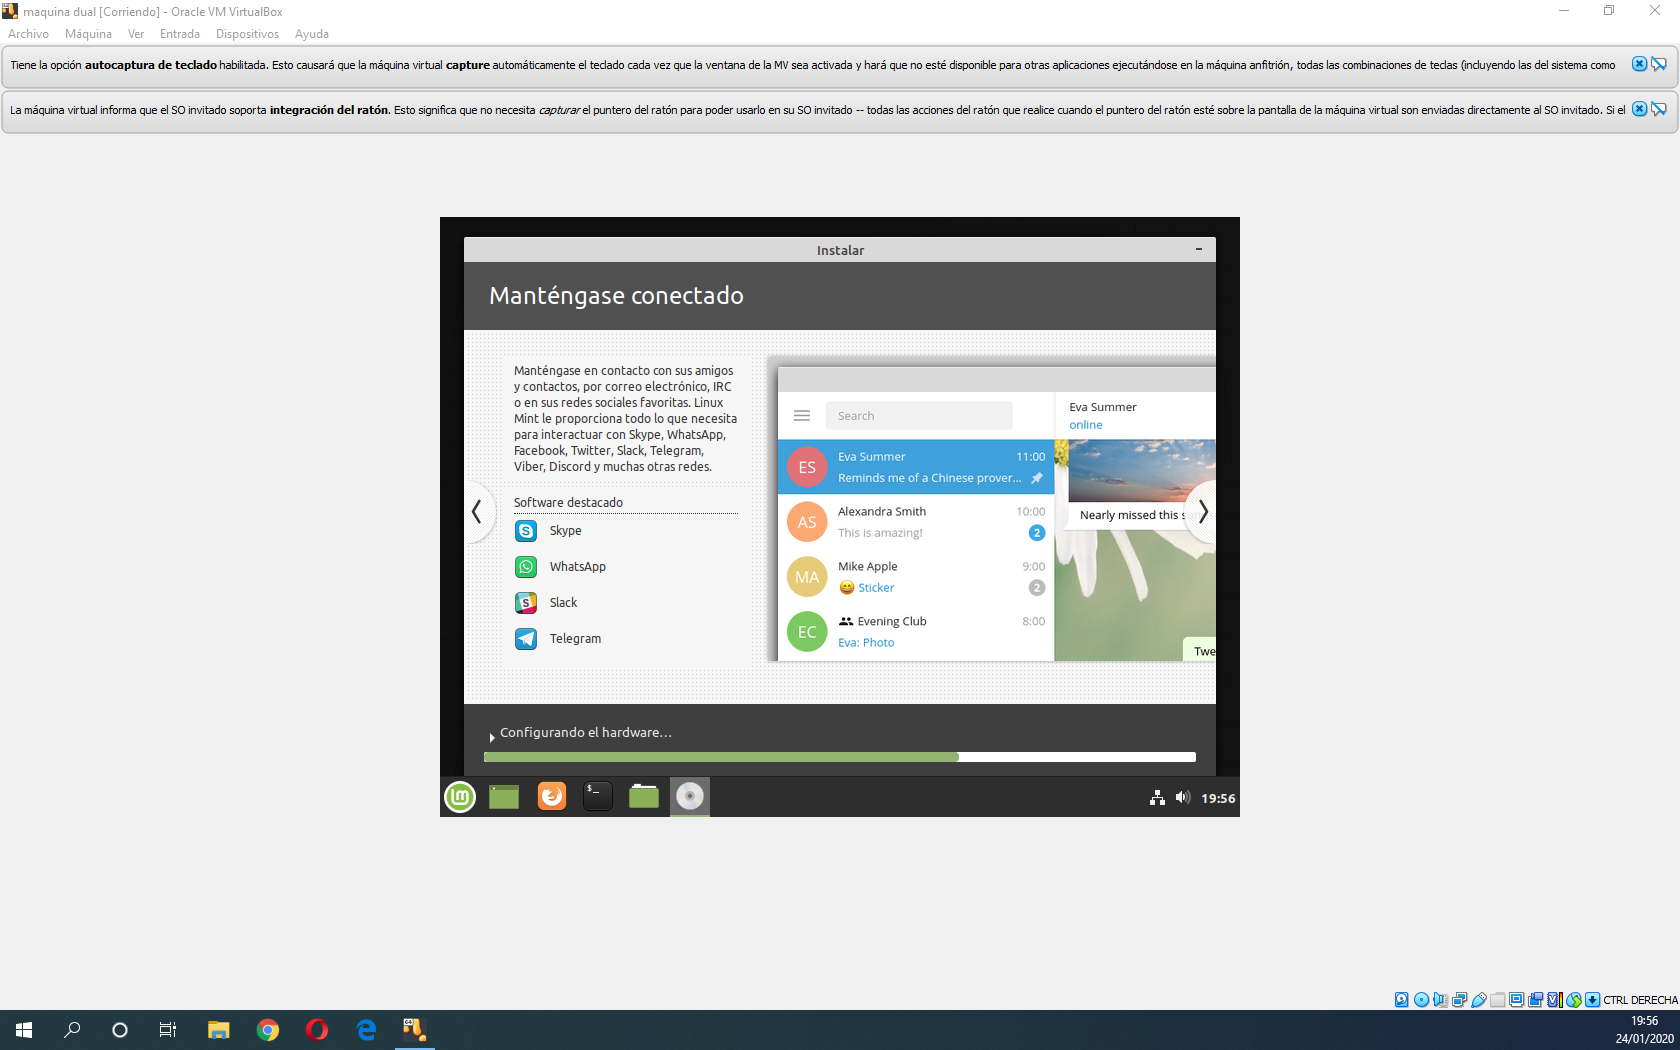 maquina dual [Corriendo] - Oracle VM VirtualBox
Archivo Máquina Ver Entrada Dispositivos Ayuda
Tiene la opción autocaptura de teclado habilitada. Esto causará que la máquina virtual capture automáticamente el teclado cada vez que la ventana de la MV sea activada y hará que no esté disponible para otras aplicaciones ejecutándose en la máquina anfitrión, todas las combinaciones de teclas (incluyendo las del sistema como
La máquina virtual informa que el SO invitado soporta integración del ratón. Esto significa que no necesita capturar el puntero del ratón para poder usarlo en su SO invitado -- todas las acciones del ratón que realice cuando el puntero del ratón esté sobre la pantalla de la máquina virtual son enviadas directamente al SO invitado. Si el
Instalar
Manténgase conectado
Manténgase en contacto con sus amigos
y contactos, por correo electrónico, IRC
o en sus redes sociales favoritas. Linux
Mint le proporciona todo lo que necesita
para interactuar con Skype, WhatsApp,
Facebook, Twitter, Slack, Telegram,
Viber, Discord y muchas otras redes.
Software destacado
Skype
WhatsApp
Slack
Telegram
Search
ES
Eva Summer 11:00
Reminds me of a Chinese prover...
AS
Alexandra Smith 10:00
This is amazing! 2
MA
Mike Apple 9:00
Sticker 2
EC
Evening Club 8:00
Eva: Photo
Eva Summer
online
Nearly missed this s
Twe
Configurando el hardware...
19:56
CTRL DERECHA
19:56
24/01/2020